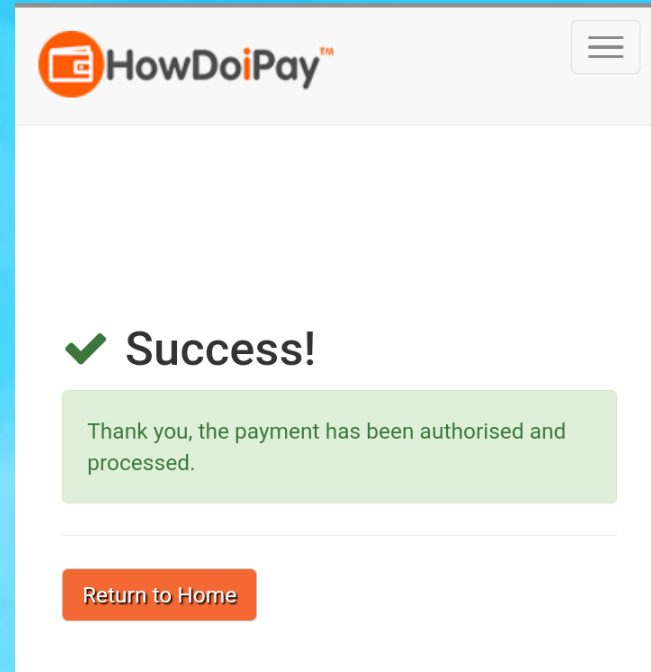 HowDoiPay™
Success!
Thank you, the payment has been authorised and
processed.
Return to Home